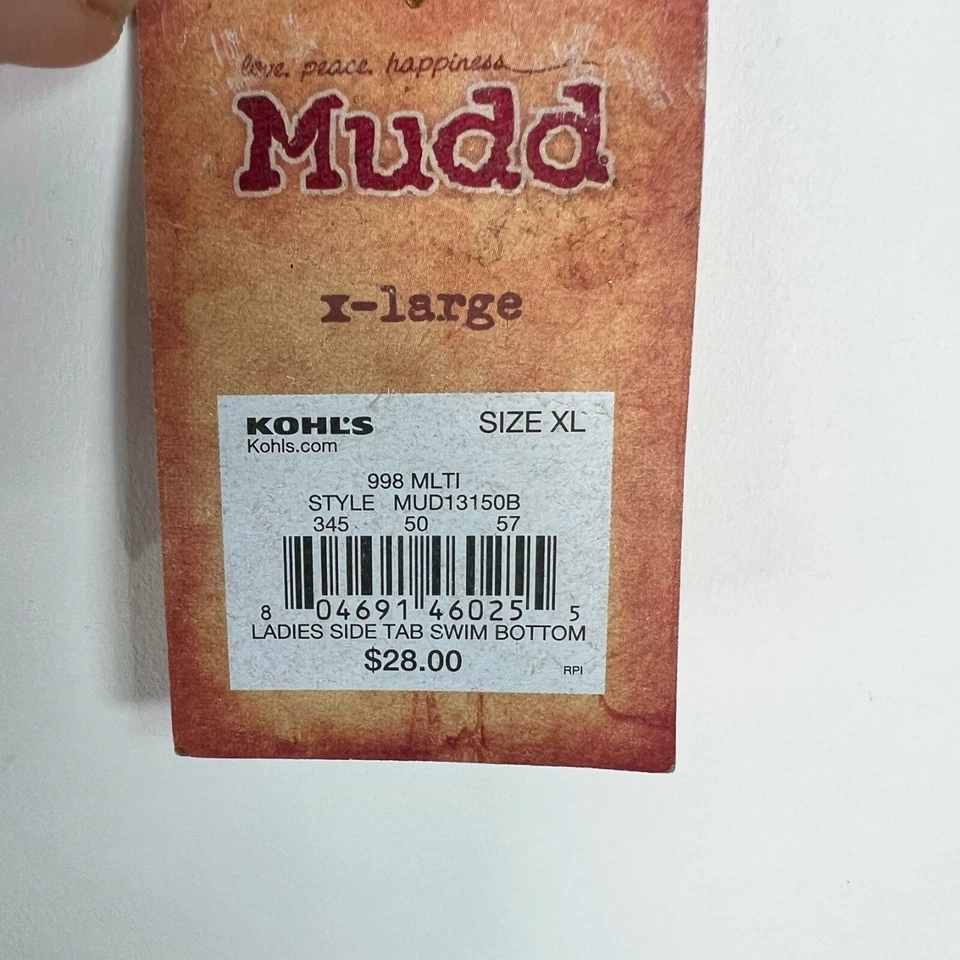 love. peace. happiness
Mudd
x-large
KOHL'S SIZE XL
Kohls.com
998 MLTI
STYLE MUD13150B
345 50 57
8 04691 46025 5
LADIES SIDE TAB SWIM BOTTOM
$28.00
RPI